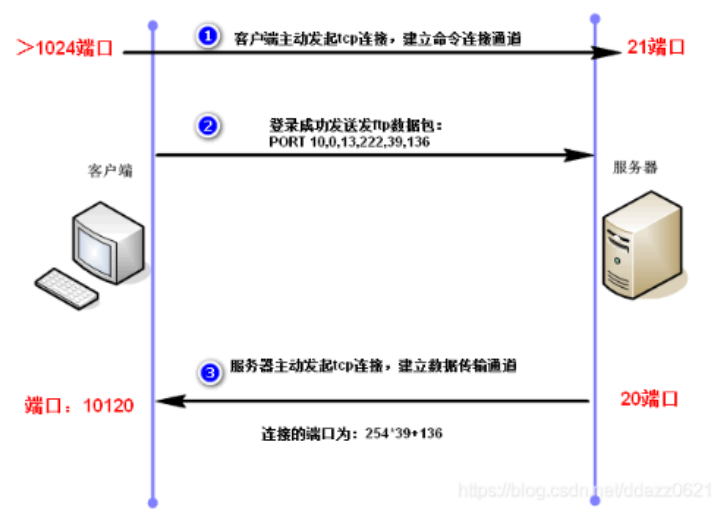 >1024端口
1 客户端主动发起tcp连接，建立命令连接通道
21端口
2 登录成功发送发ftp数据包：
PORT 10,0,13,222,39,136
客户端
服务器
3 服务器主动发起tcp连接，建立数据传输通道
端口：10120
20端口
连接的端口为：254*39+136
https://blog.csdn.net/ddazz0621